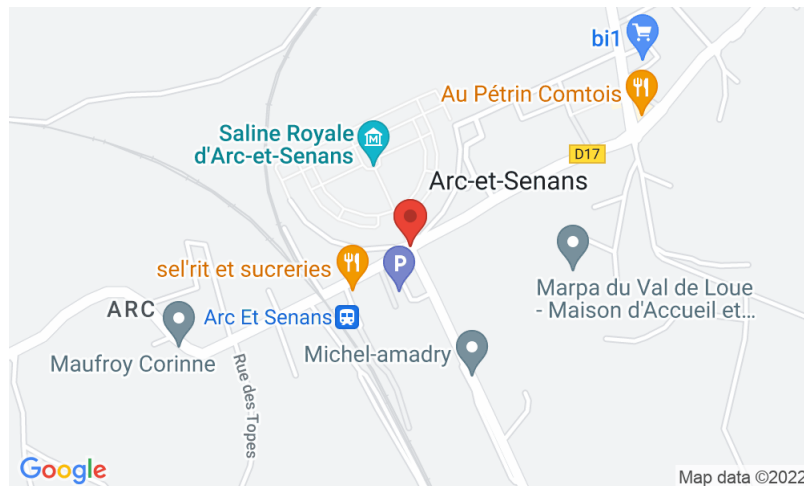 bi1
Au Pétrin Comtois
Saline Royale
d'Arc-et-Senans
D17
Arc-et-Senans
P
sel'rit et sucreries
Marpa du Val de Loue
- Maison d'Accueil et...
ARC
Arc Et Senans
Maufroy Corinne
Michel-amadry
Rue des Topes
Google
Map data ©2022